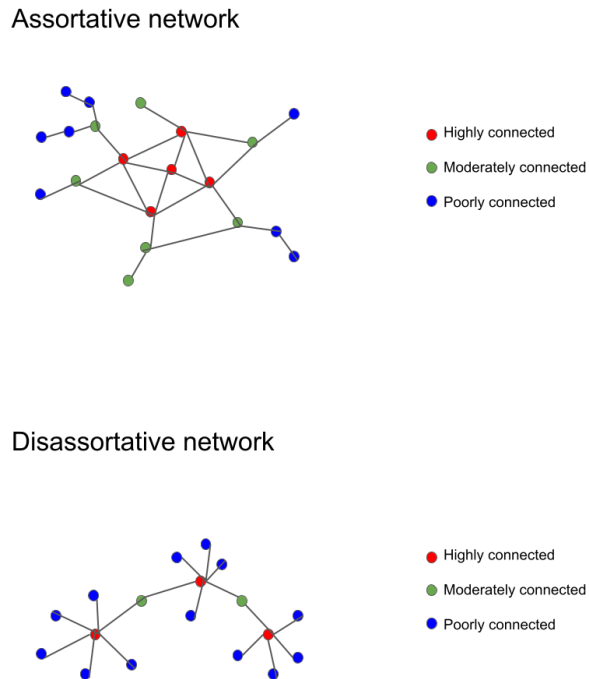 Assortative network
Highly connected
Moderately connected
Poorly connected
Disassortative network
Highly connected
Moderately connected
Poorly connected